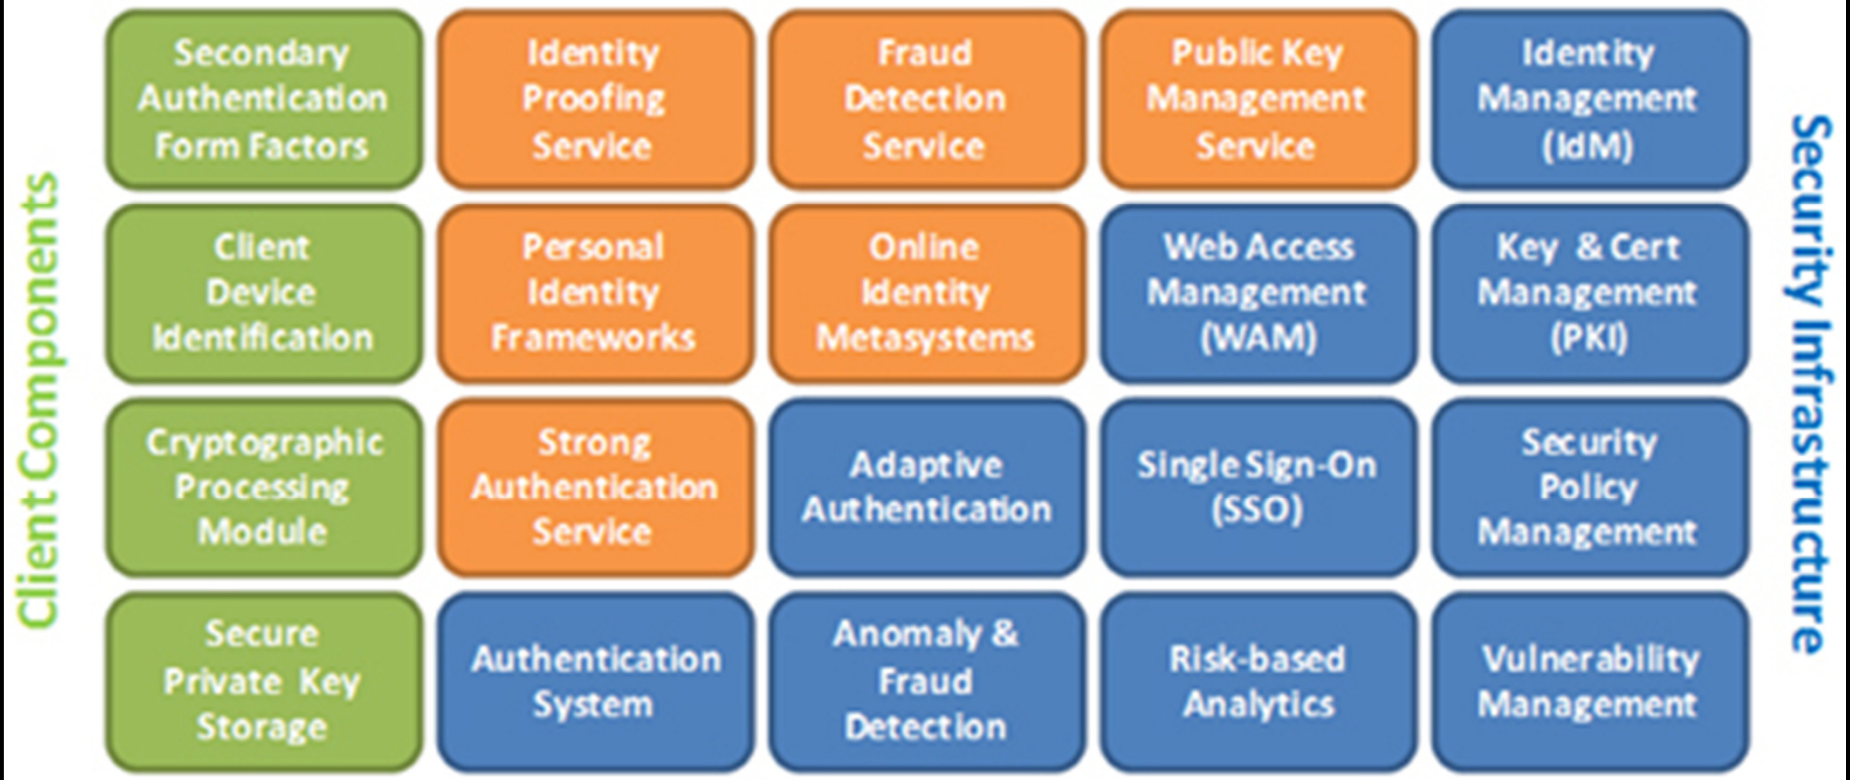 Client Components
Secondary
Authentication
Form Factors
Identity
Proofing
Service
Fraud
Detection
Service
Public Key
Management
Service
Identity
Management
(IdM)
Client
Device
Identification
Personal
Identity
Frameworks
Online
Identity
Metasystems
Web Access
Management
(WAM)
Key & Cert
Management
(PKI)
Cryptographic
Processing
Module
Strong
Authentication
Service
Adaptive
Authentication
Single Sign-On
(SSO)
Security
Policy
Management
Secure
Private Key
Storage
Authentication
System
Anomaly &
Fraud
Detection
Risk-based
Analytics
Vulnerability
Management
Security Infrastructure